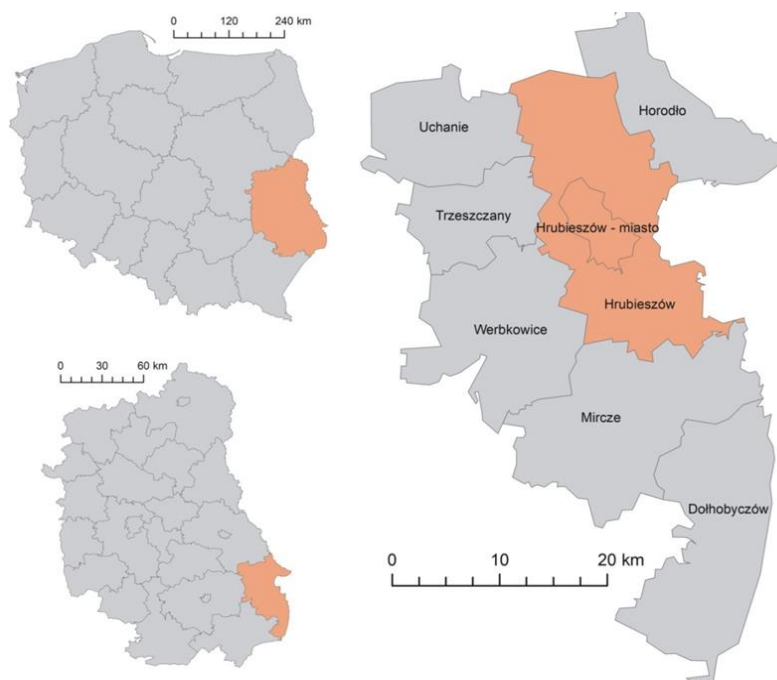 0 120 240 km
Horodło
Uchanie
Trzeszczany
Hrubieszów - miasto
Hrubieszów
Werbkowice
0 30 60 km
Mircze
Dołhobyczów
0 10 20 km